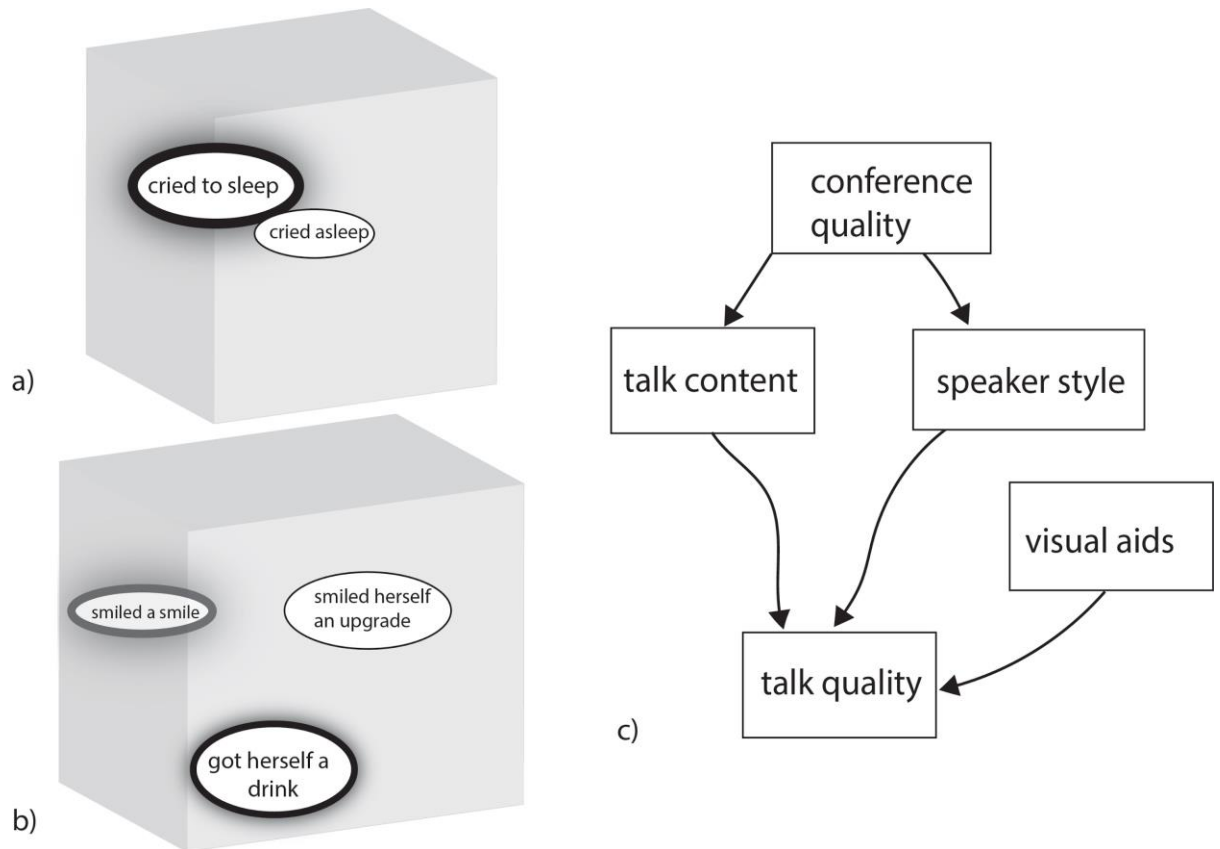 cried to sleep
cried asleep
a)
smiled a smile
smiled herself
an upgrade
got herself a
drink
b)
conference
quality
talk content
speaker style
visual aids
talk quality
c)